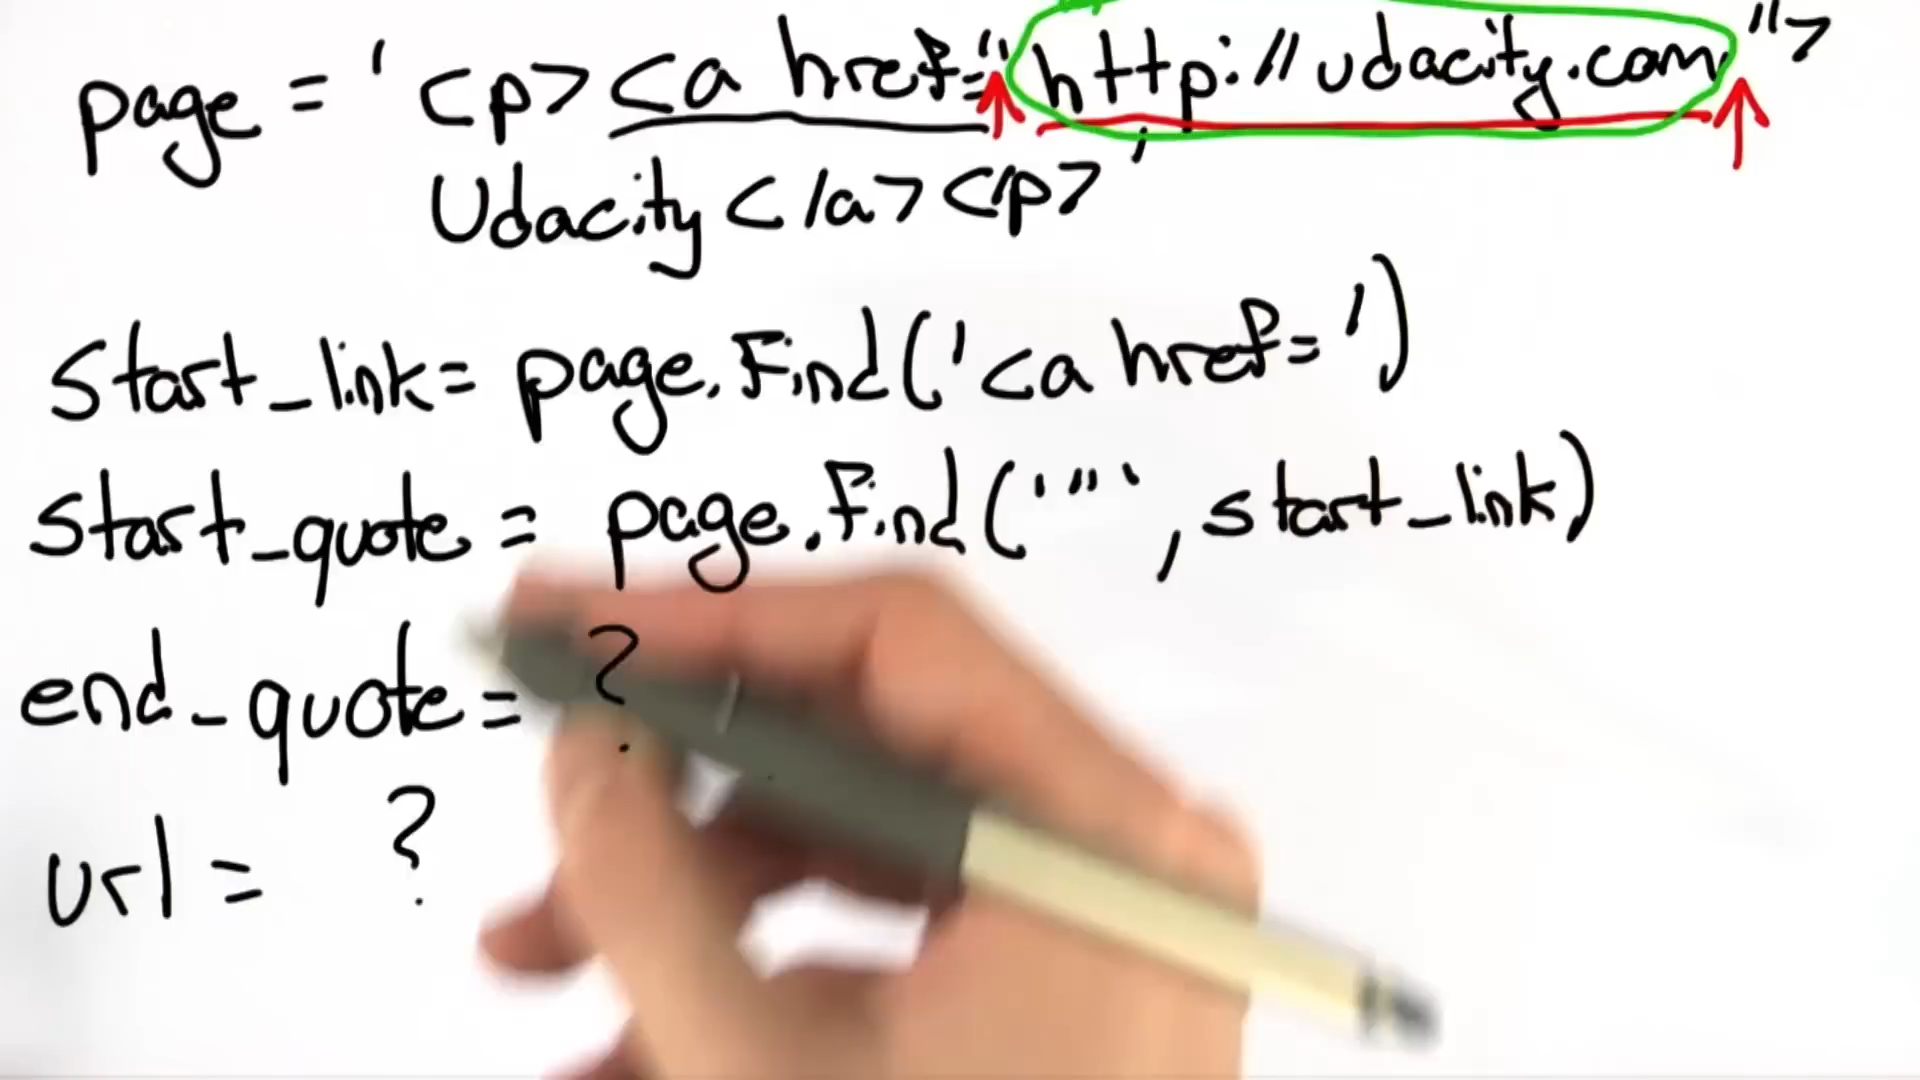 page = '<p><a href="http://udacity.com">
Udacity</a></p>'
start_link = page.find('<a href=')
start_quote = page.find('"', start_link)
end_quote = ?
url = ?